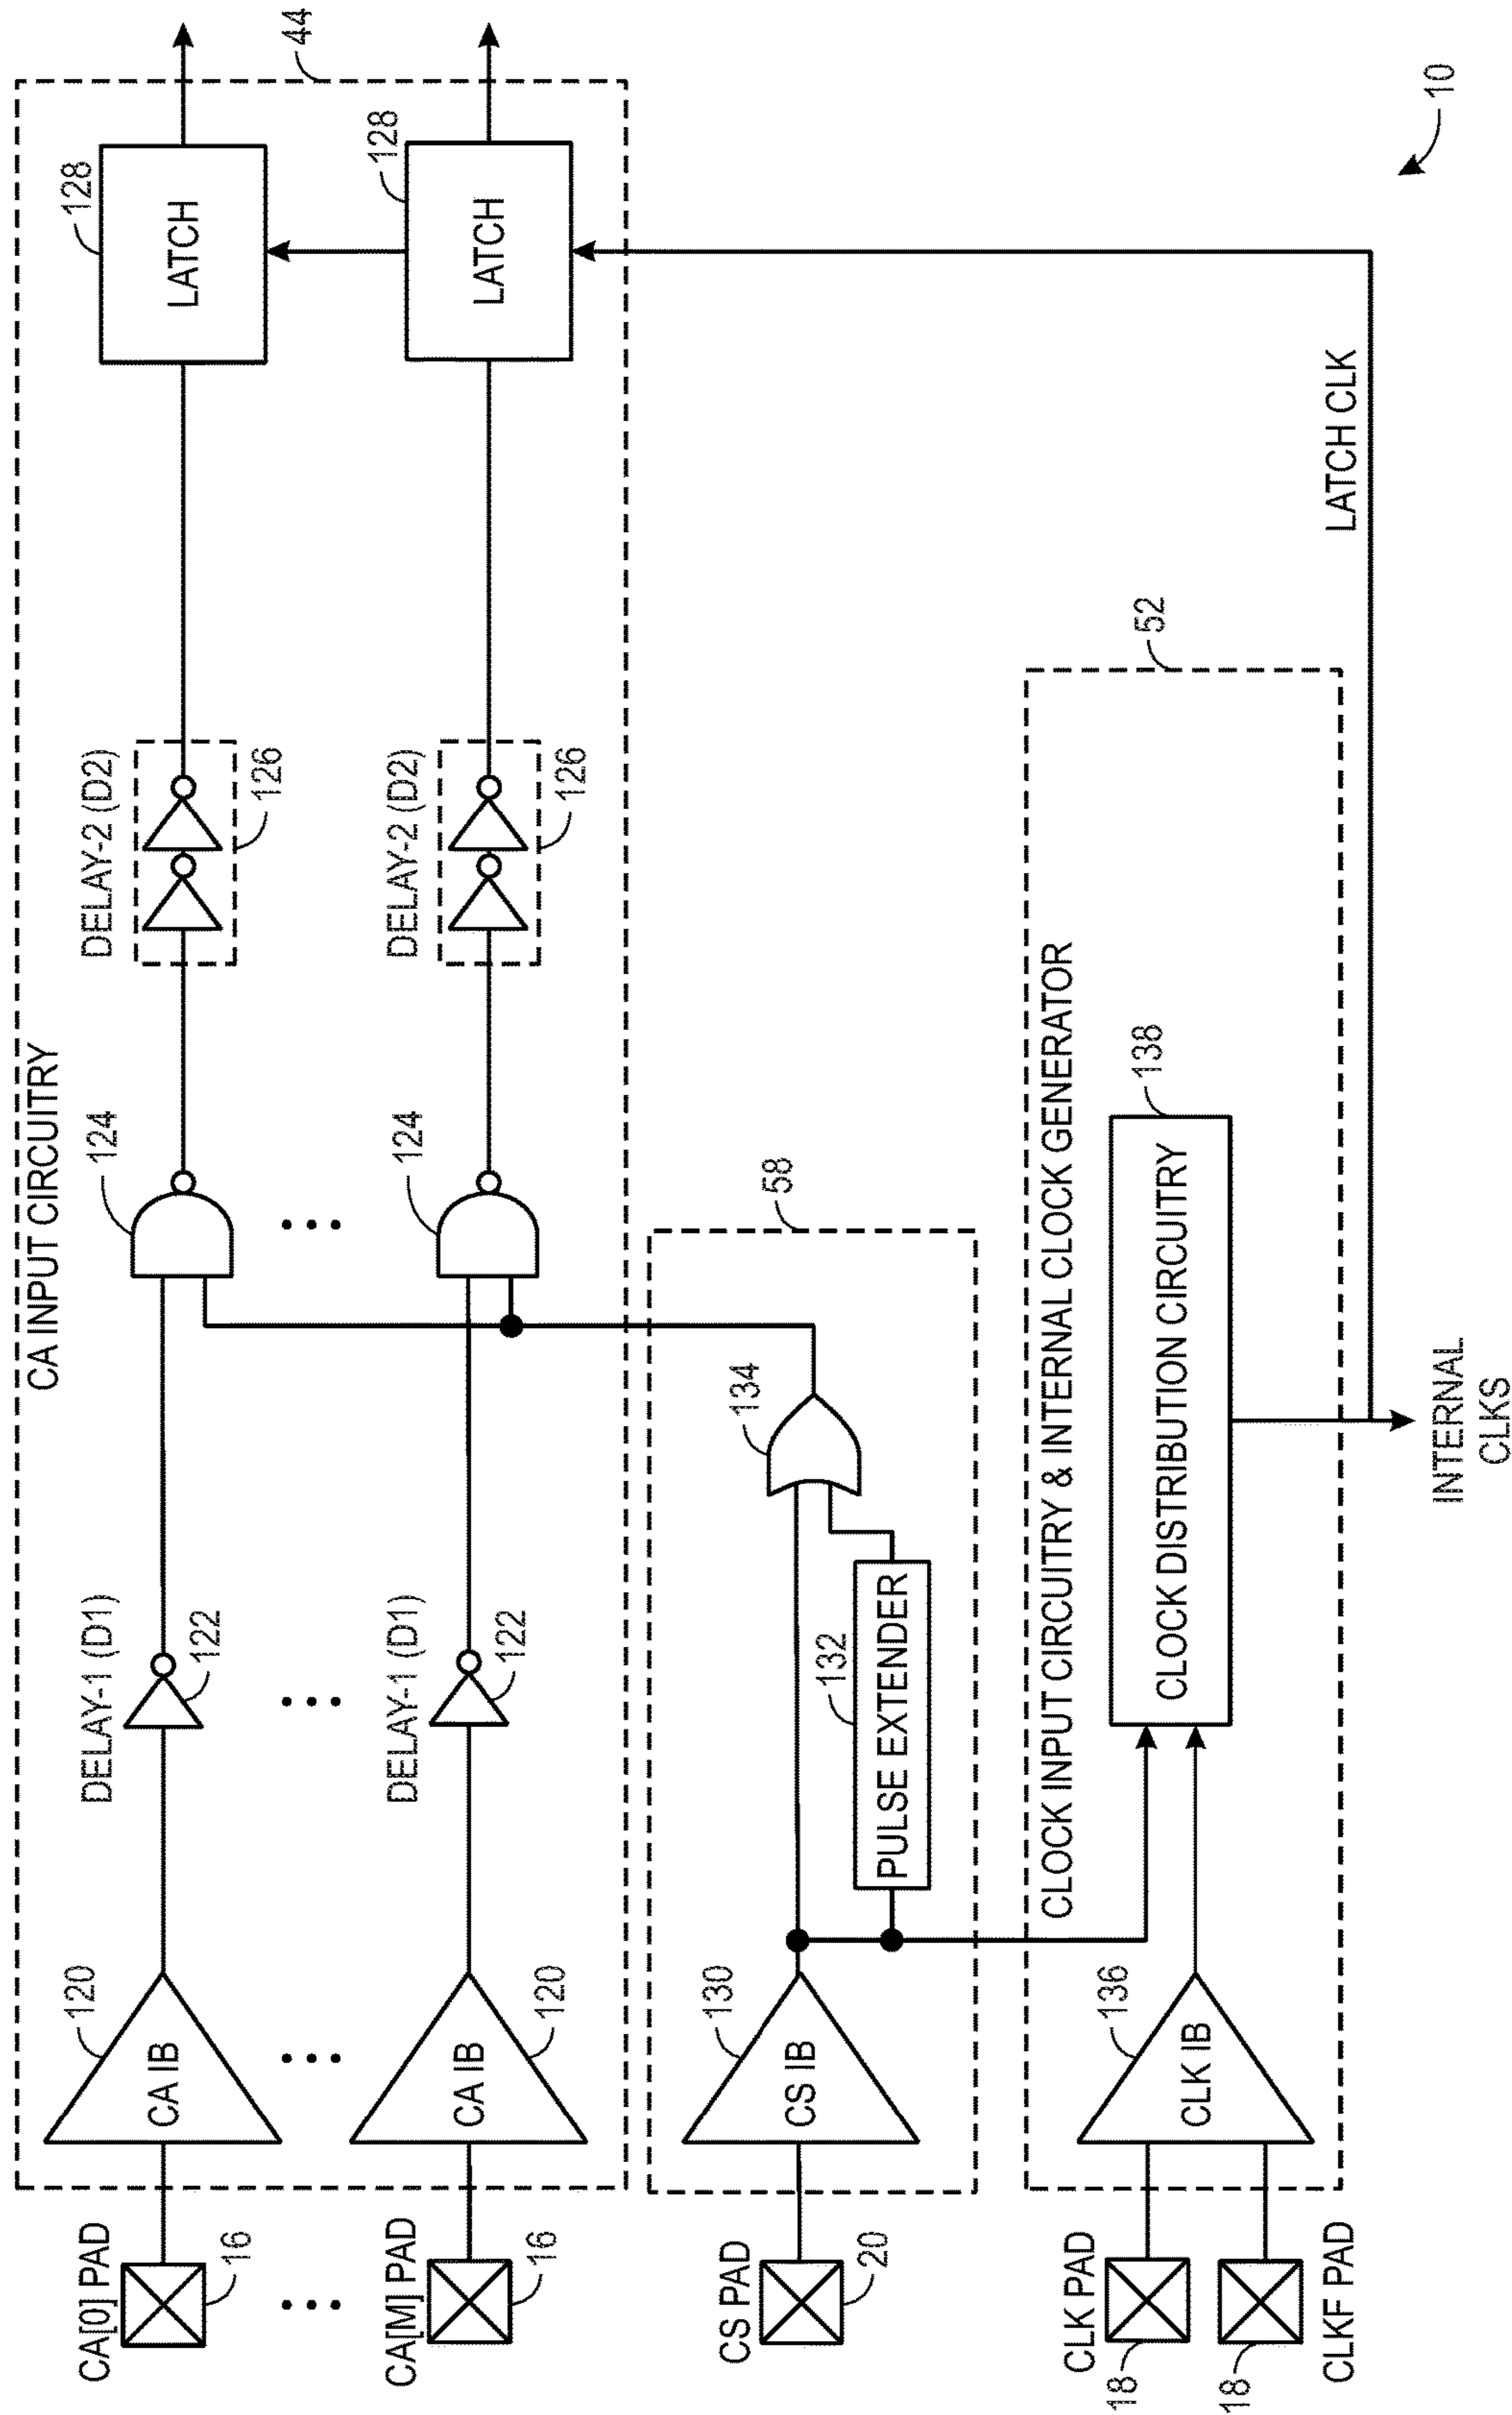 CA INPUT CIRCUITRY
44
CA[0] PAD
16
CA IB
120
DELAY-1 (D1)
122
124
DELAY-2 (D2)
126
LATCH
128
CA[M] PAD
16
CA IB
120
DELAY-1 (D1)
122
124
DELAY-2 (D2)
126
LATCH
128
CS PAD
20
CS IB
130
PULSE EXTENDER
132
134
58
CLOCK INPUT CIRCUITRY & INTERNAL CLOCK GENERATOR
52
CLK PAD
18
18
CLKF PAD
CLK IB
136
CLOCK DISTRIBUTION CIRCUITRY
138
LATCH CLK
INTERNAL
CLKS
10